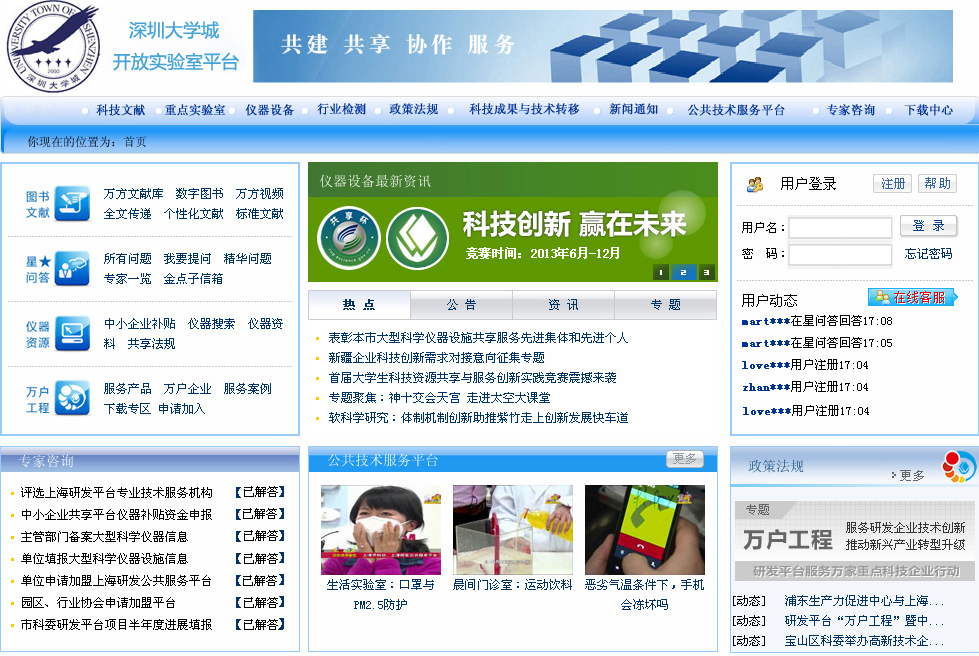 UNIVERSITY TOWN OF SHENZHEN
2002
深圳大学城
深圳大学城
开放实验室平台
共建 共享 协作 服务
科技文献 重点实验室 仪器设备 行业检测 政策法规 科技成果与技术转移 新闻通知 公共技术服务平台 专家咨询 下载中心
你现在的位置为：首页
图书
文献
万方文献库 数字图书 万方视频
全文传递 个性化文献 标准文献
星★
问答
所有问题 我要提问 精华问题
专家一览 金点子信箱
仪器
资源
中小企业补贴 仪器搜索 仪器资
料 共享法规
万户
工程
服务产品 万户企业 服务案例
下载专区 申请加入
仪器设备最新资讯
共享杯
科技创新 赢在未来
竞赛时间：2013年6月-12月
1 2 3
热 点 公 告 资 讯 专 题
表彰本市大型科学仪器设施共享服务先进集体和先进个人
新疆企业科技创新需求对接意向征集专题
首届大学生科技资源共享与服务创新实践竞赛震撼来袭
专题聚焦：神十交会天宫 走进太空大课堂
软科学研究：体制机制创新助推紫竹走上创新发展快车道
用户登录 注册 帮助
用户名：
登 录
密 码：
忘记密码
用户动态
在线客服
mart***在星问答回答17:08
mart***在星问答回答17:05
love***用户注册17:04
zhan***用户注册17:04
love***用户注册17:04
专家咨询
评选上海研发平台专业技术服务机构 【已解答】
中小企业共享平台仪器补贴资金申报 【已解答】
主管部门备案大型科学仪器信息 【已解答】
单位填报大型科学仪器设施信息 【已解答】
单位申请加盟上海研发公共服务平台 【已解答】
园区、行业协会申请加盟平台 【已解答】
市科委研发平台项目半年度进展填报 【已解答】
公共技术服务平台 更多
生活实验室：口罩与
PM2.5防护
晨间门诊室：运动饮料
恶劣气温条件下，手机
会冻坏吗
政策法规
更多
专题
万户工程
服务研发企业技术创新
推动新兴产业转型升级
研发平台服务万家重点科技企业行动
[动态] 浦东生产力促进中心与上海...
[动态] 研发平台“万户工程”暨中...
[动态] 宝山区科委举办高新技术企...